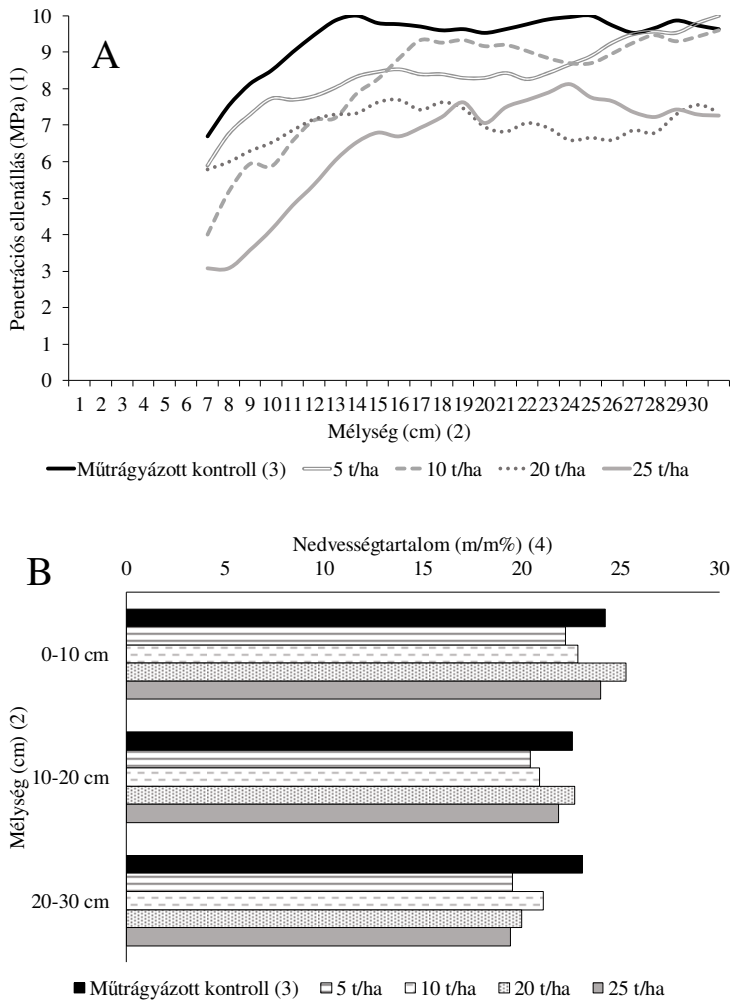 A
10
9
8
7
6
5
4
3
2
1
0
Penetrációs ellenállás (MPa) (1)
1 2 3 4 5 6 7 8 9 10 11 12 13 14 15 16 17 18 19 20 21 22 23 24 25 26 27 28 29 30
Mélység (cm) (2)
Műtrágyázott kontroll (3) 5 t/ha 10 t/ha 20 t/ha 25 t/ha
B
Nedvességtartalom (m/m%) (4)
0 5 10 15 20 25 30
0-10 cm
10-20 cm
20-30 cm
Mélység (cm) (2)
Műtrágyázott kontroll (3) 5 t/ha 10 t/ha 20 t/ha 25 t/ha